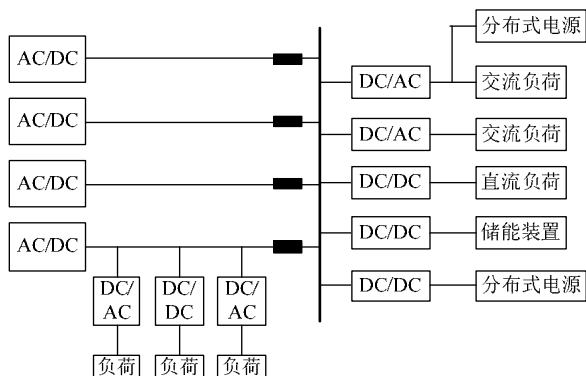 分布式电源
AC/DC
DC/AC
交流负荷
AC/DC
DC/AC
交流负荷
AC/DC
DC/DC
直流负荷
AC/DC
DC/DC
储能装置
DC/
AC
DC/
DC
DC/
AC
DC/DC
分布式电源
负荷
负荷
负荷